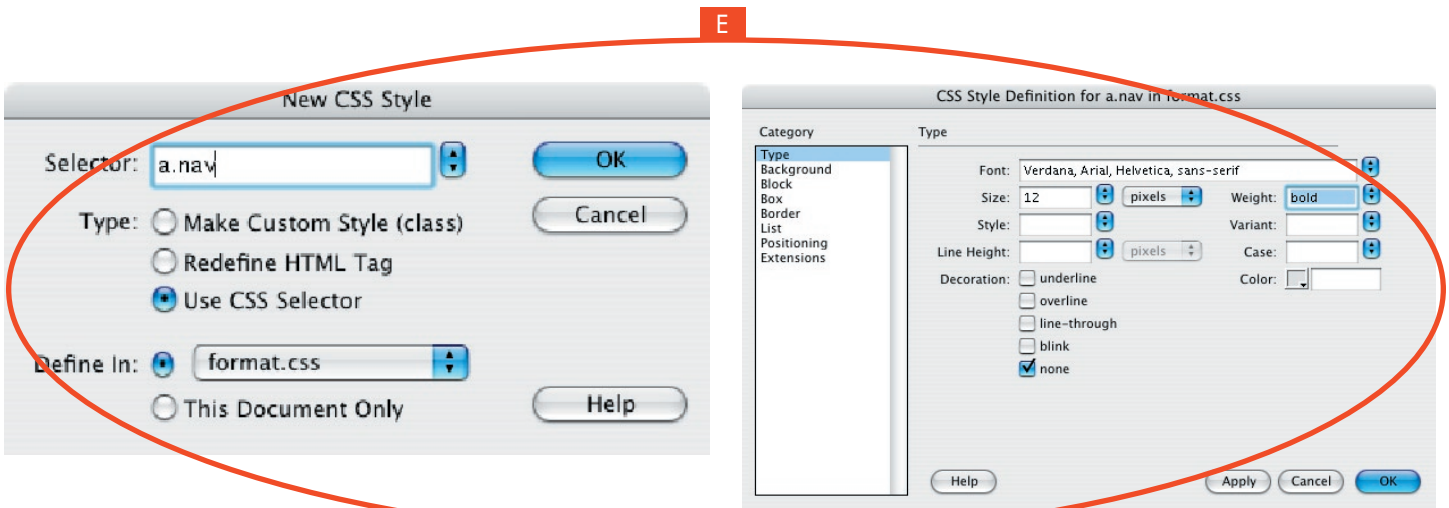 E
New CSS Style
Selector: a.nav
OK
Type: Make Custom Style (class)
Cancel
Redefine HTML Tag
Use CSS Selector
Define In: format.css
This Document Only
Help
CSS Style Definition for a.nav in format.css
Category
Type
Type
Background
Block
Box
Border
List
Positioning
Extensions
Font: Verdana, Arial, Helvetica, sans-serif
Size: 12 pixels Weight: bold
Style: Variant:
Line Height: pixels Case:
Decoration: underline Color:
overline
line-through
blink
none
Help Apply Cancel OK